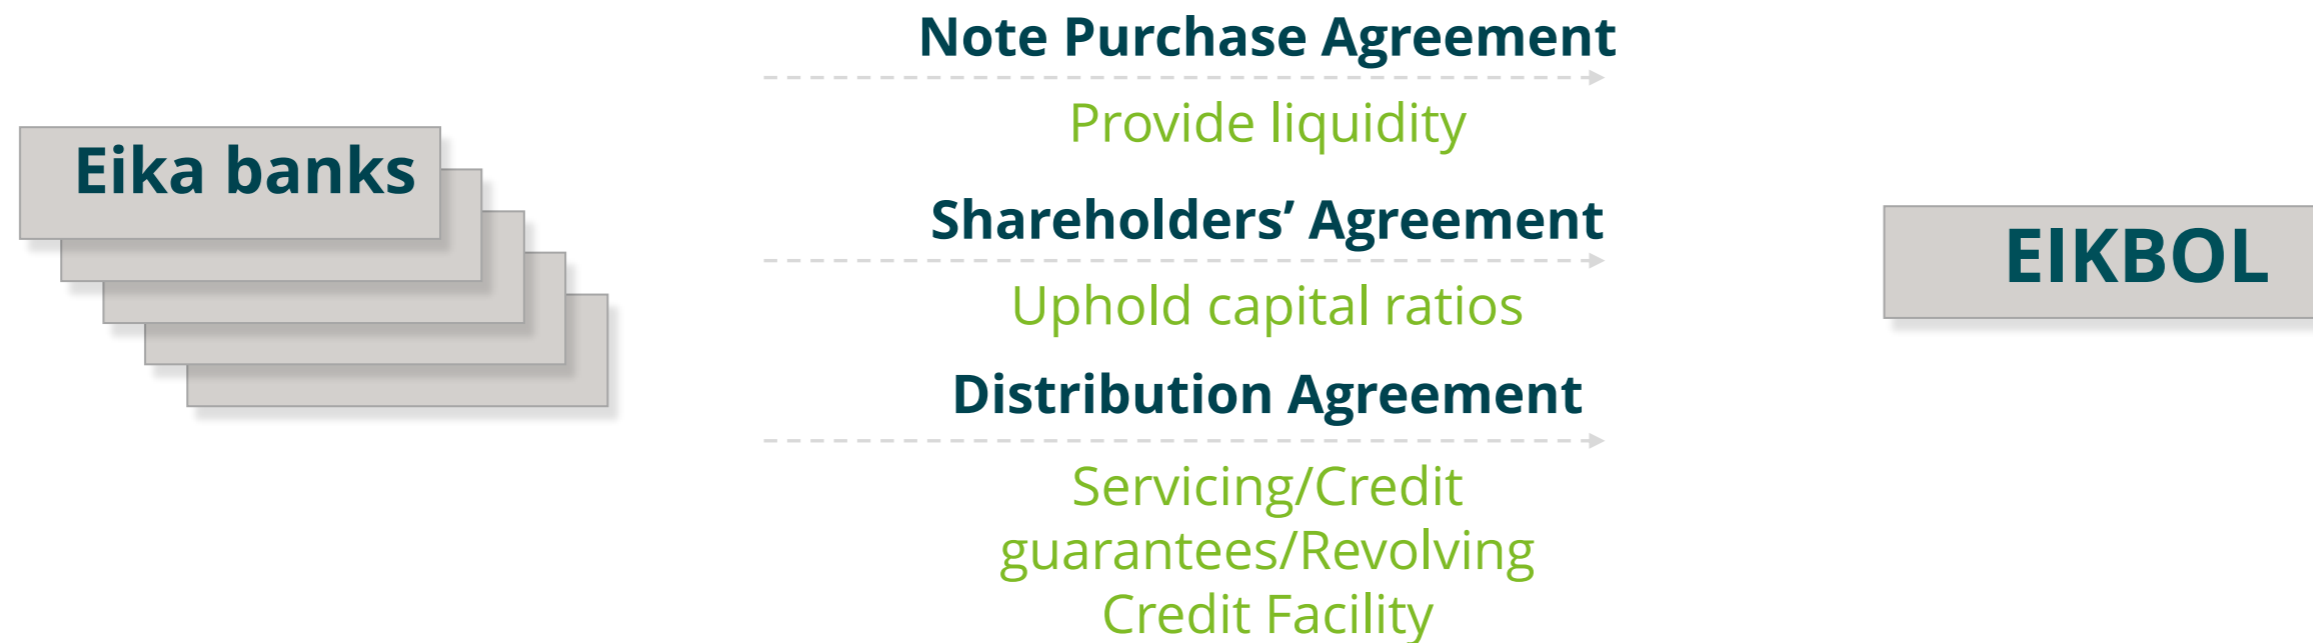 Note Purchase Agreement
Provide liquidity
Eika banks
Shareholders’ Agreement
EIKBOL
Uphold capital ratios
Distribution Agreement
Servicing/Credit
guarantees/Revolving
Credit Facility